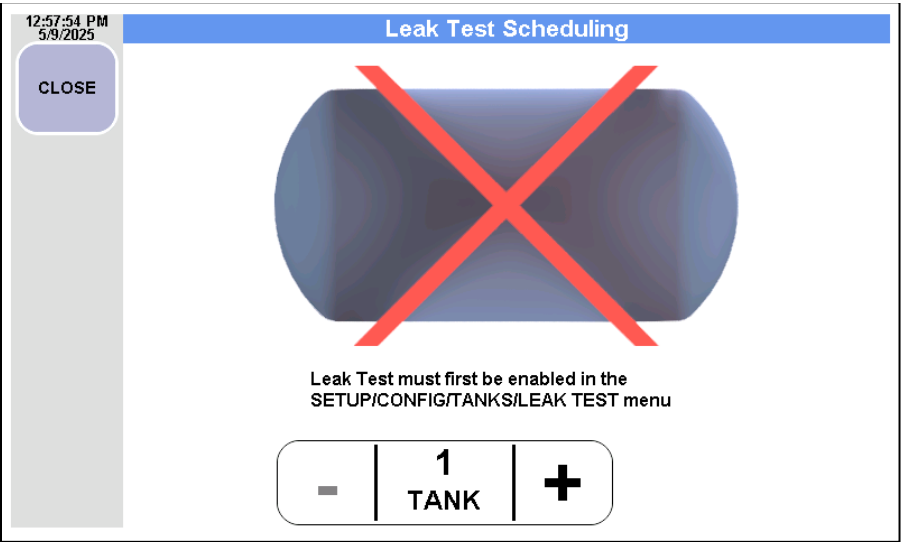 12:57:54 PM
5/9/2025
Leak Test Scheduling
CLOSE
Leak Test must first be enabled in the
SETUP/CONFIG/TANKS/LEAK TEST menu
- 1 +
TANK